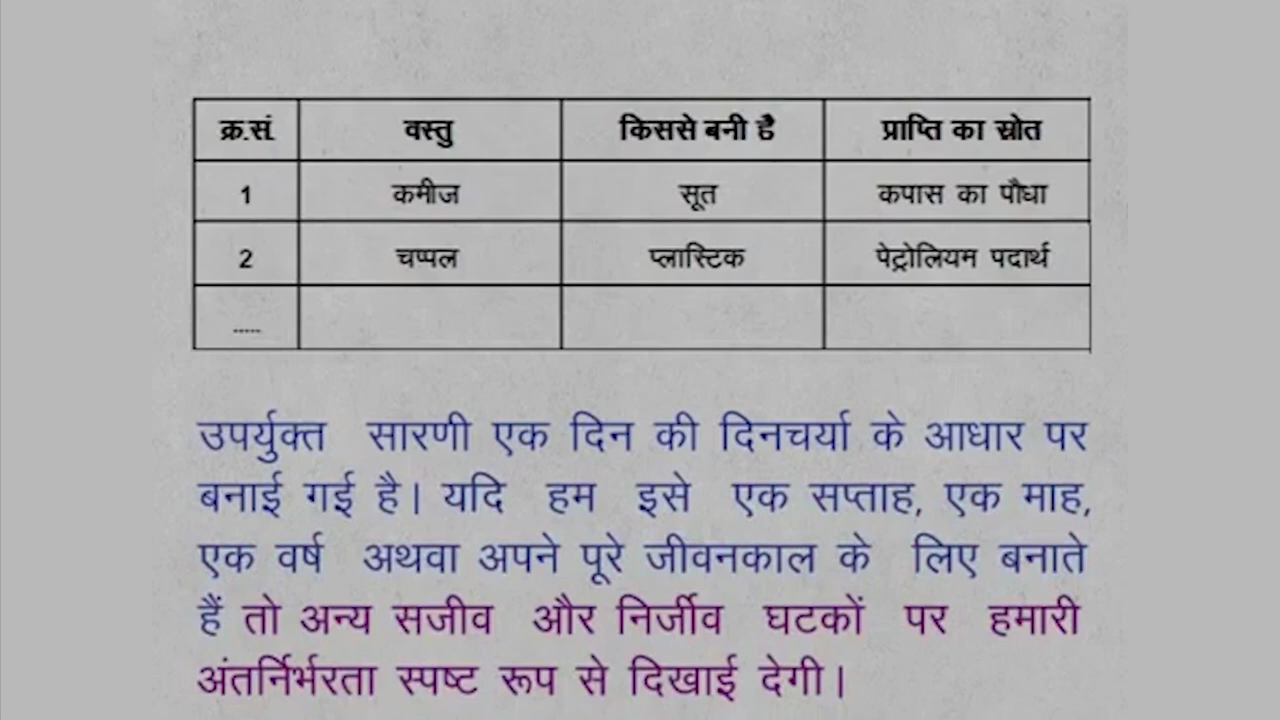 क्र.सं. वस्तु किससे बनी है प्राप्ति का स्रोत
1 कमीज सूत कपास का पौधा
2 चप्पल प्लास्टिक पेट्रोलियम पदार्थ
.....
उपर्युक्त सारणी एक दिन की दिनचर्या के आधार पर
बनाई गई है। यदि हम इसे एक सप्ताह, एक माह,
एक वर्ष अथवा अपने पूरे जीवनकाल के लिए बनाते
हैं तो अन्य सजीव और निर्जीव घटकों पर हमारी
अंतर्निर्भरता स्पष्ट रूप से दिखाई देगी।